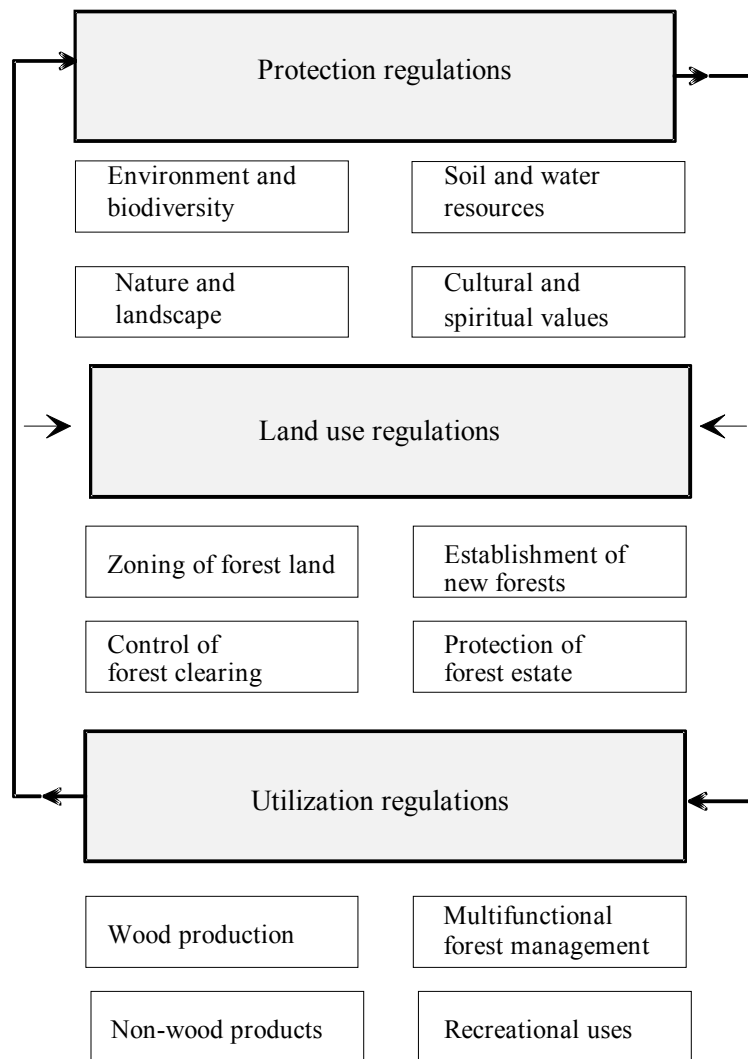 Protection regulations
Environment and
biodiversity
Soil and water
resources
Nature and
landscape
Cultural and
spiritual values
Land use regulations
Zoning of forest land
Establishment of
new forests
Control of
forest clearing
Protection of
forest estate
Utilization regulations
Wood production
Multifunctional
forest management
Non-wood products
Recreational uses